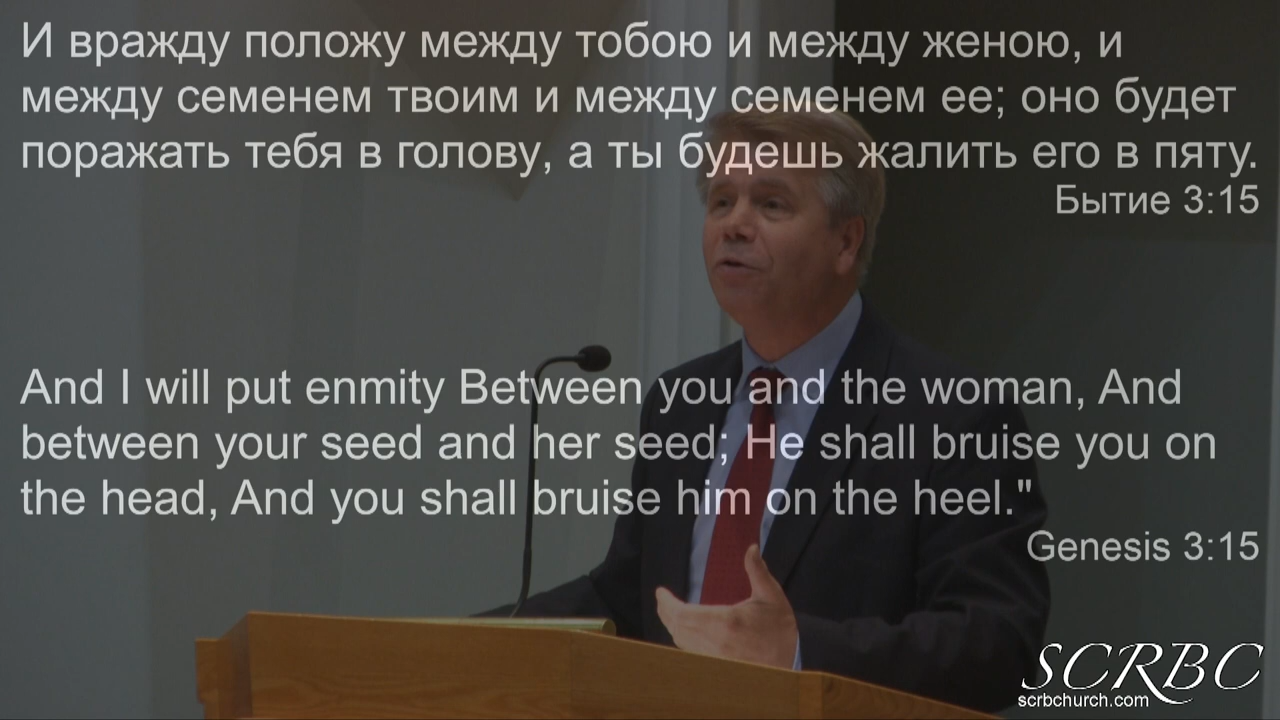 И вражду положу между тобою и между женою, и
между семенем твоим и между семенем ее; оно будет
поражать тебя в голову, а ты будешь жалить его в пяту.
Бытие 3:15
And I will put enmity Between you and the woman, And
between your seed and her seed; He shall bruise you on
the head, And you shall bruise him on the heel."
Genesis 3:15
SCRBC
scrbchurch.com